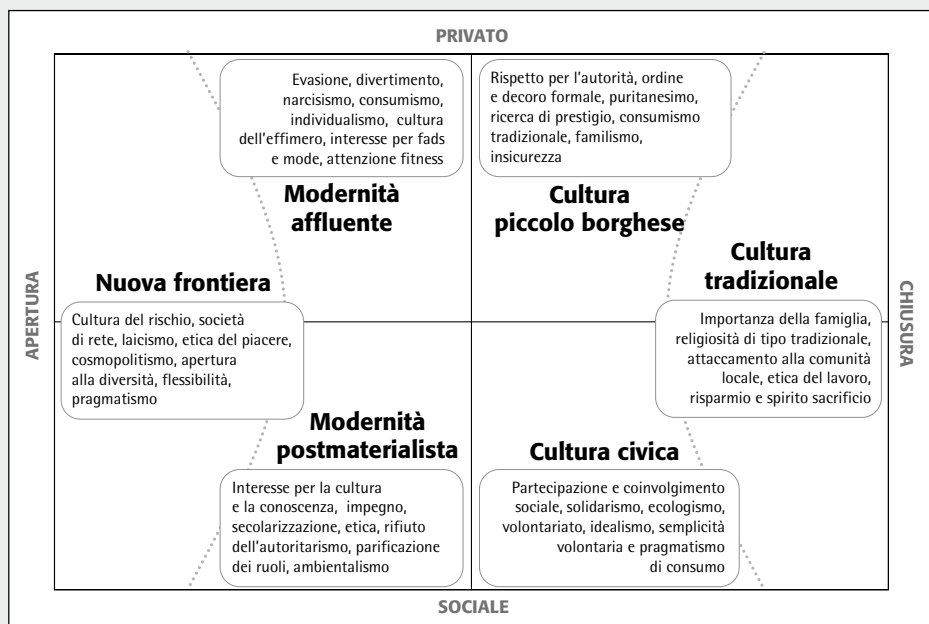 PRIVATO
Evasione, divertimento,
narcisismo, consumismo,
individualismo, cultura
dell'effimero, interesse per fads
e mode, attenzione fitness
Modernità
affluente
Rispetto per l'autorità, ordine
e decoro formale, puritanesimo,
ricerca di prestigio, consumismo
tradizionale, familismo,
insicurezza
Cultura
piccolo borghese
APERTURA
Nuova frontiera
Cultura del rischio, società
di rete, laicismo, etica del piacere,
cosmopolitismo, apertura
alla diversità, flessibilità,
pragmatismo
Cultura
tradizionale
Importanza della famiglia,
religiosità di tipo tradizionale,
attaccamento alla comunità
locale, etica del lavoro,
risparmio e spirito sacrificio
CHIUSURA
Modernità
postmaterialista
Interesse per la cultura
e la conoscenza, impegno,
secolarizzazione, etica, rifiuto
dell'autoritarismo, parificazione
dei ruoli, ambientalismo
Cultura civica
Partecipazione e coinvolgimento
sociale, solidarismo, ecologismo,
volontariato, idealismo, semplicità
volontaria e pragmatismo
di consumo
SOCIALE